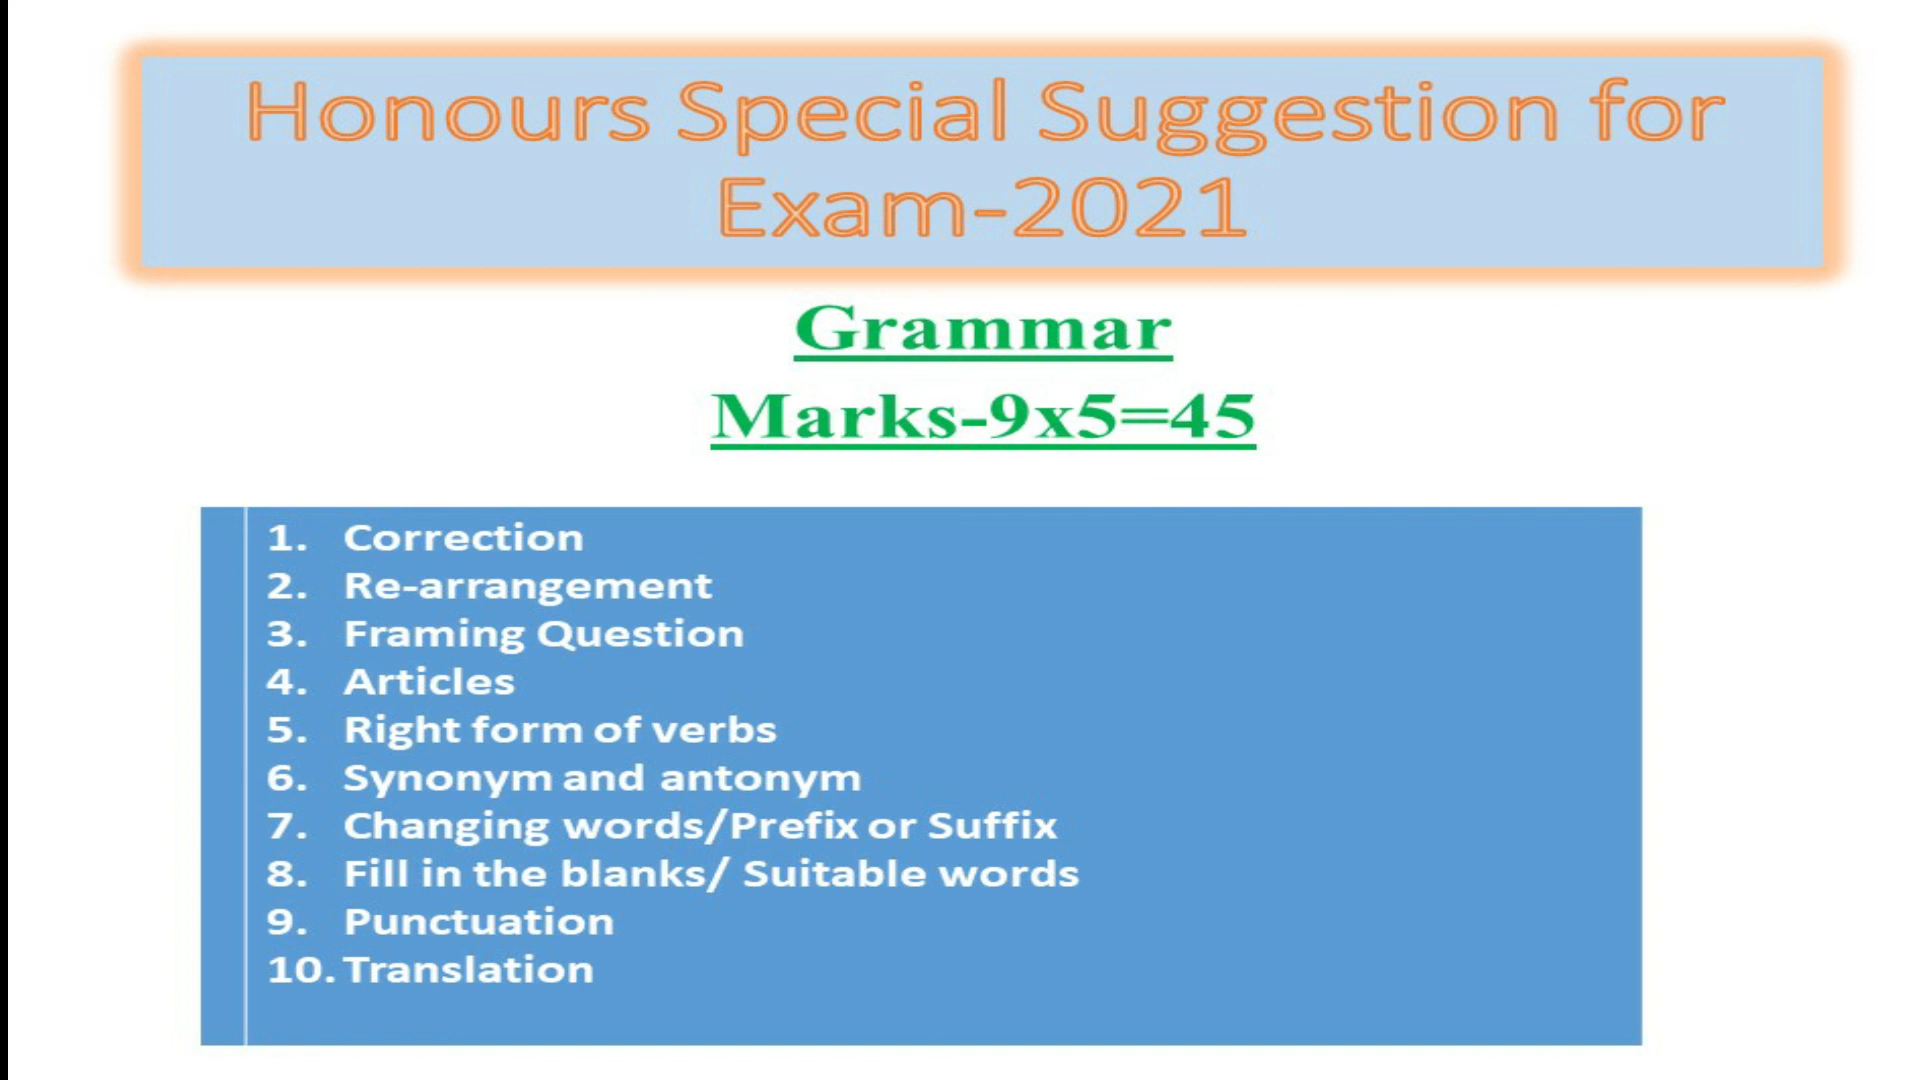 Honours Special Suggestion for
Exam-2021
Grammar
Marks-9x5=45
1. Correction
2. Re-arrangement
3. Framing Question
4. Articles
5. Right form of verbs
6. Synonym and antonym
7. Changing words/Prefix or Suffix
8. Fill in the blanks/ Suitable words
9. Punctuation
10. Translation